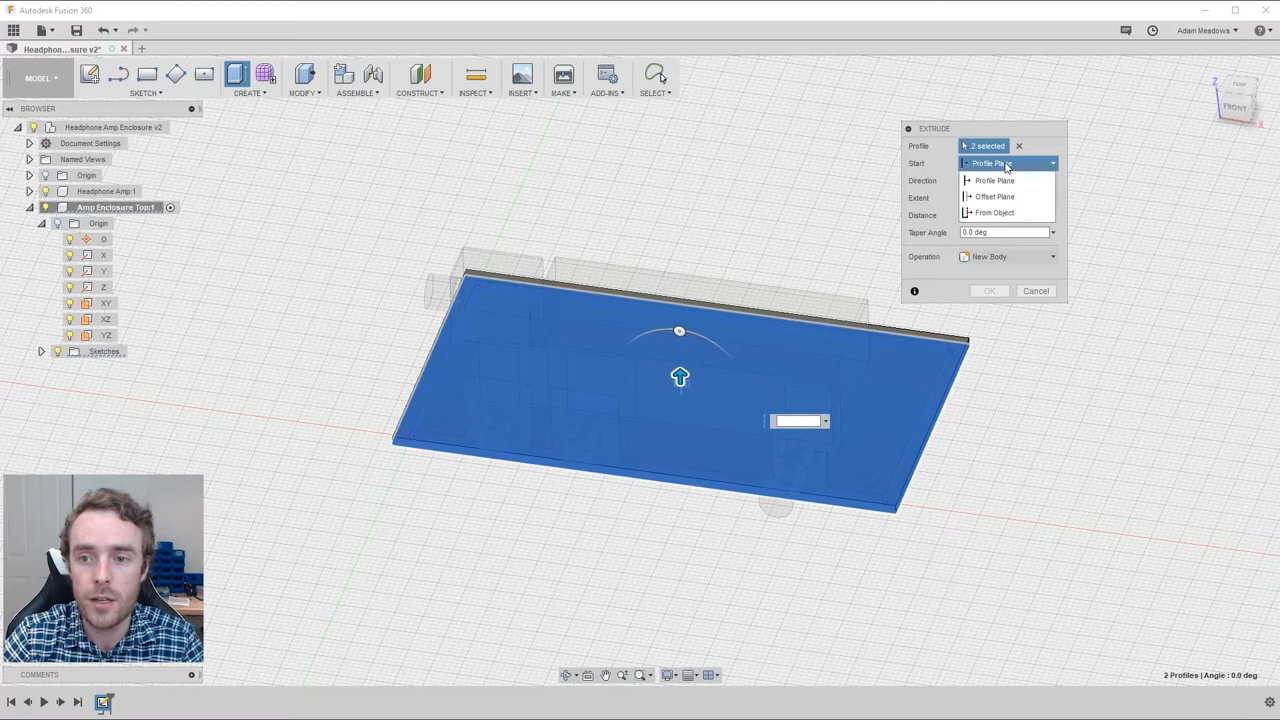 Autodesk Fusion 360
Headphon...sure v2*
Adam Meadows
MODEL
SKETCH
CREATE
MODIFY
ASSEMBLE
CONSTRUCT
INSPECT
INSERT
MAKE
ADD-INS
SELECT
TOP
FRONT
Z
X
BROWSER
Headphone Amp Enclosure v2
Document Settings
Named Views
Origin
Headphone Amp:1
Amp Enclosure Top:1
Origin
O
X
Y
Z
XY
XZ
YZ
Sketches
EXTRUDE
Profile
2 selected
Start
Profile Plane
Direction
Profile Plane
Extent
Offset Plane
Distance
From Object
Taper Angle
0.0 deg
Operation
New Body
OK
Cancel
COMMENTS
2 Profiles | Angle : 0.0 deg